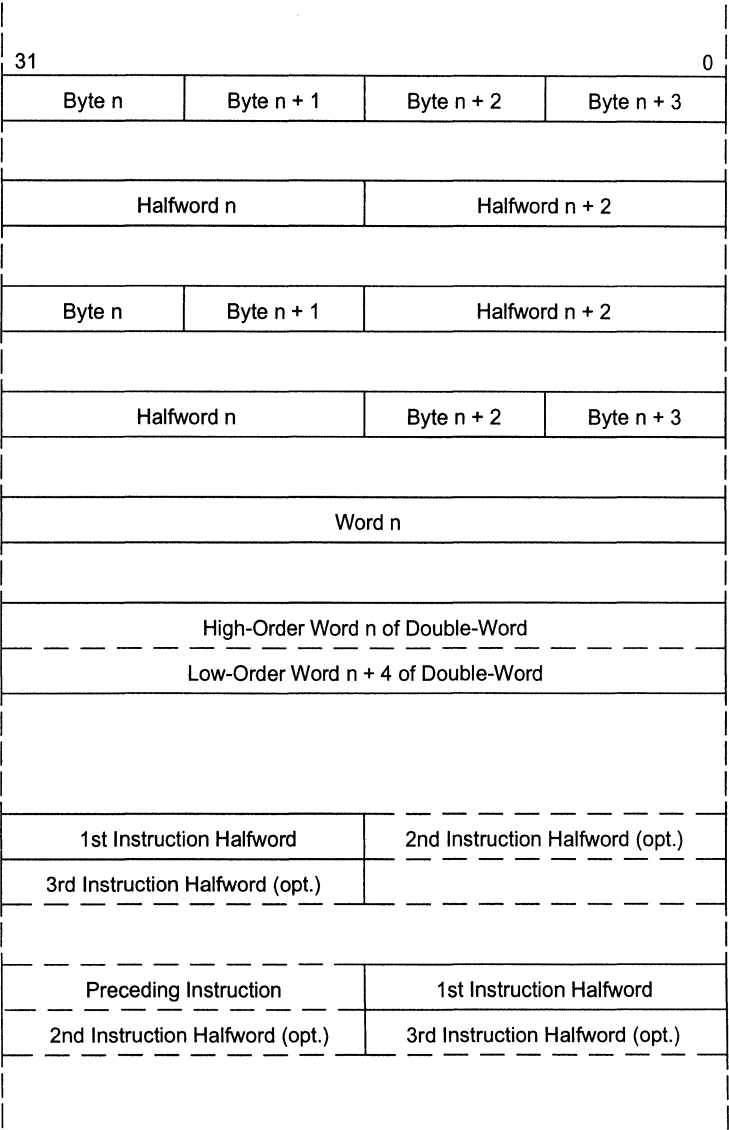 31 0
Byte n Byte n + 1 Byte n + 2 Byte n + 3
Halfword n Halfword n + 2
Byte n Byte n + 1 Halfword n + 2
Halfword n Byte n + 2 Byte n + 3
Word n
High-Order Word n of Double-Word
Low-Order Word n + 4 of Double-Word
1st Instruction Halfword 2nd Instruction Halfword (opt.)
3rd Instruction Halfword (opt.)
Preceding Instruction 1st Instruction Halfword
2nd Instruction Halfword (opt.) 3rd Instruction Halfword (opt.)